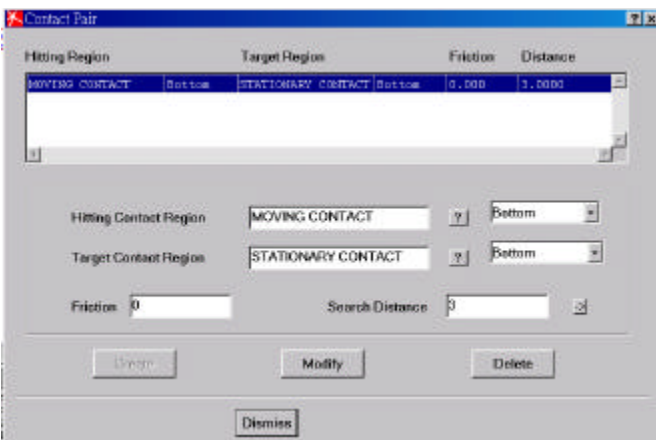 Contact Pair
Hitting Region Target Region Friction Distance
MOVING CONTACT Bottom STATIONARY CONTACT Bottom 0.000 3.0000
Hitting Contact Region MOVING CONTACT ? Bottom
Target Contact Region STATIONARY CONTACT ? Bottom
Friction 0 Search Distance 3
Create Modify Delete
Dismiss